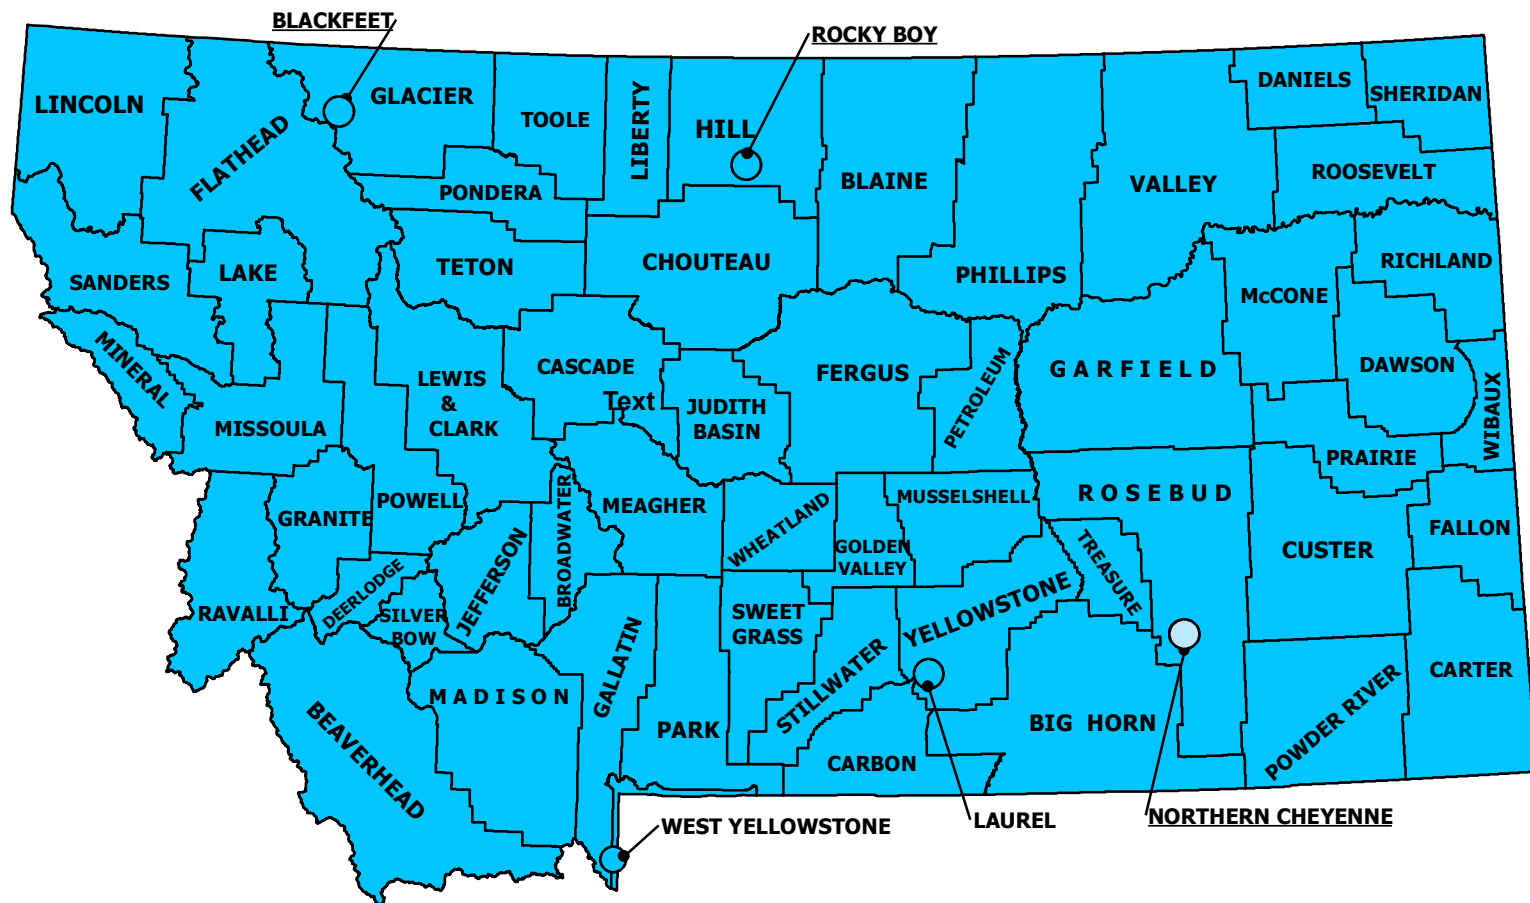 BLACKFEET
ROCKY BOY
LINCOLN
FLATHEAD
GLACIER
TOOLE
LIBERTY
HILL
BLAINE
PHILLIPS
VALLEY
DANIELS
SHERIDAN
ROOSEVELT
PONDERA
SANDERS
LAKE
TETON
CHOUTEAU
McCONE
RICHLAND
MINERAL
MISSOULA
LEWIS
&
CLARK
CASCADE
Text
JUDITH
BASIN
FERGUS
PETROLEUM
GARFIELD
DAWSON
WIBAUX
PRAIRIE
POWELL
GRANITE
RAVALLI
DEERLODGE
SILVER
BOW
JEFFERSON
BROADWATER
MEAGHER
WHEATLAND
GOLDEN
VALLEY
MUSSELSHELL
ROSEBUD
TREASURE
CUSTER
FALLON
BEAVERHEAD
MADISON
GALLATIN
PARK
SWEET
GRASS
STILLWATER
YELLOWSTONE
CARBON
BIG HORN
POWDER RIVER
CARTER
WEST YELLOWSTONE
LAUREL
NORTHERN CHEYENNE